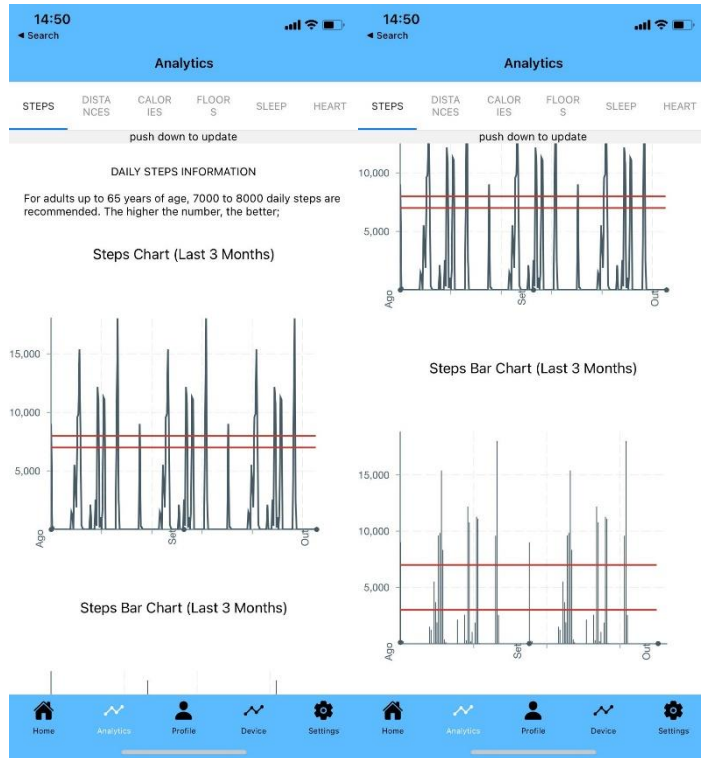 14:50
◀ Search
Analytics
STEPS
DISTA
NCES
CALOR
IES
FLOOR
S
SLEEP
HEART
push down to update
DAILY STEPS INFORMATION
For adults up to 65 years of age, 7000 to 8000 daily steps are
recommended. The higher the number, the better;
Steps Chart (Last 3 Months)
15,000
10,000
5,000
Ago
Set
Out
Steps Bar Chart (Last 3 Months)
Home
Analytics
Profile
Device
Settings
14:50
◀ Search
Analytics
STEPS
DISTA
NCES
CALOR
IES
FLOOR
S
SLEEP
HEART
push down to update
10,000
5,000
Ago
Set
Out
Steps Bar Chart (Last 3 Months)
15,000
10,000
5,000
Ago
Set
Out
Home
Analytics
Profile
Device
Settings